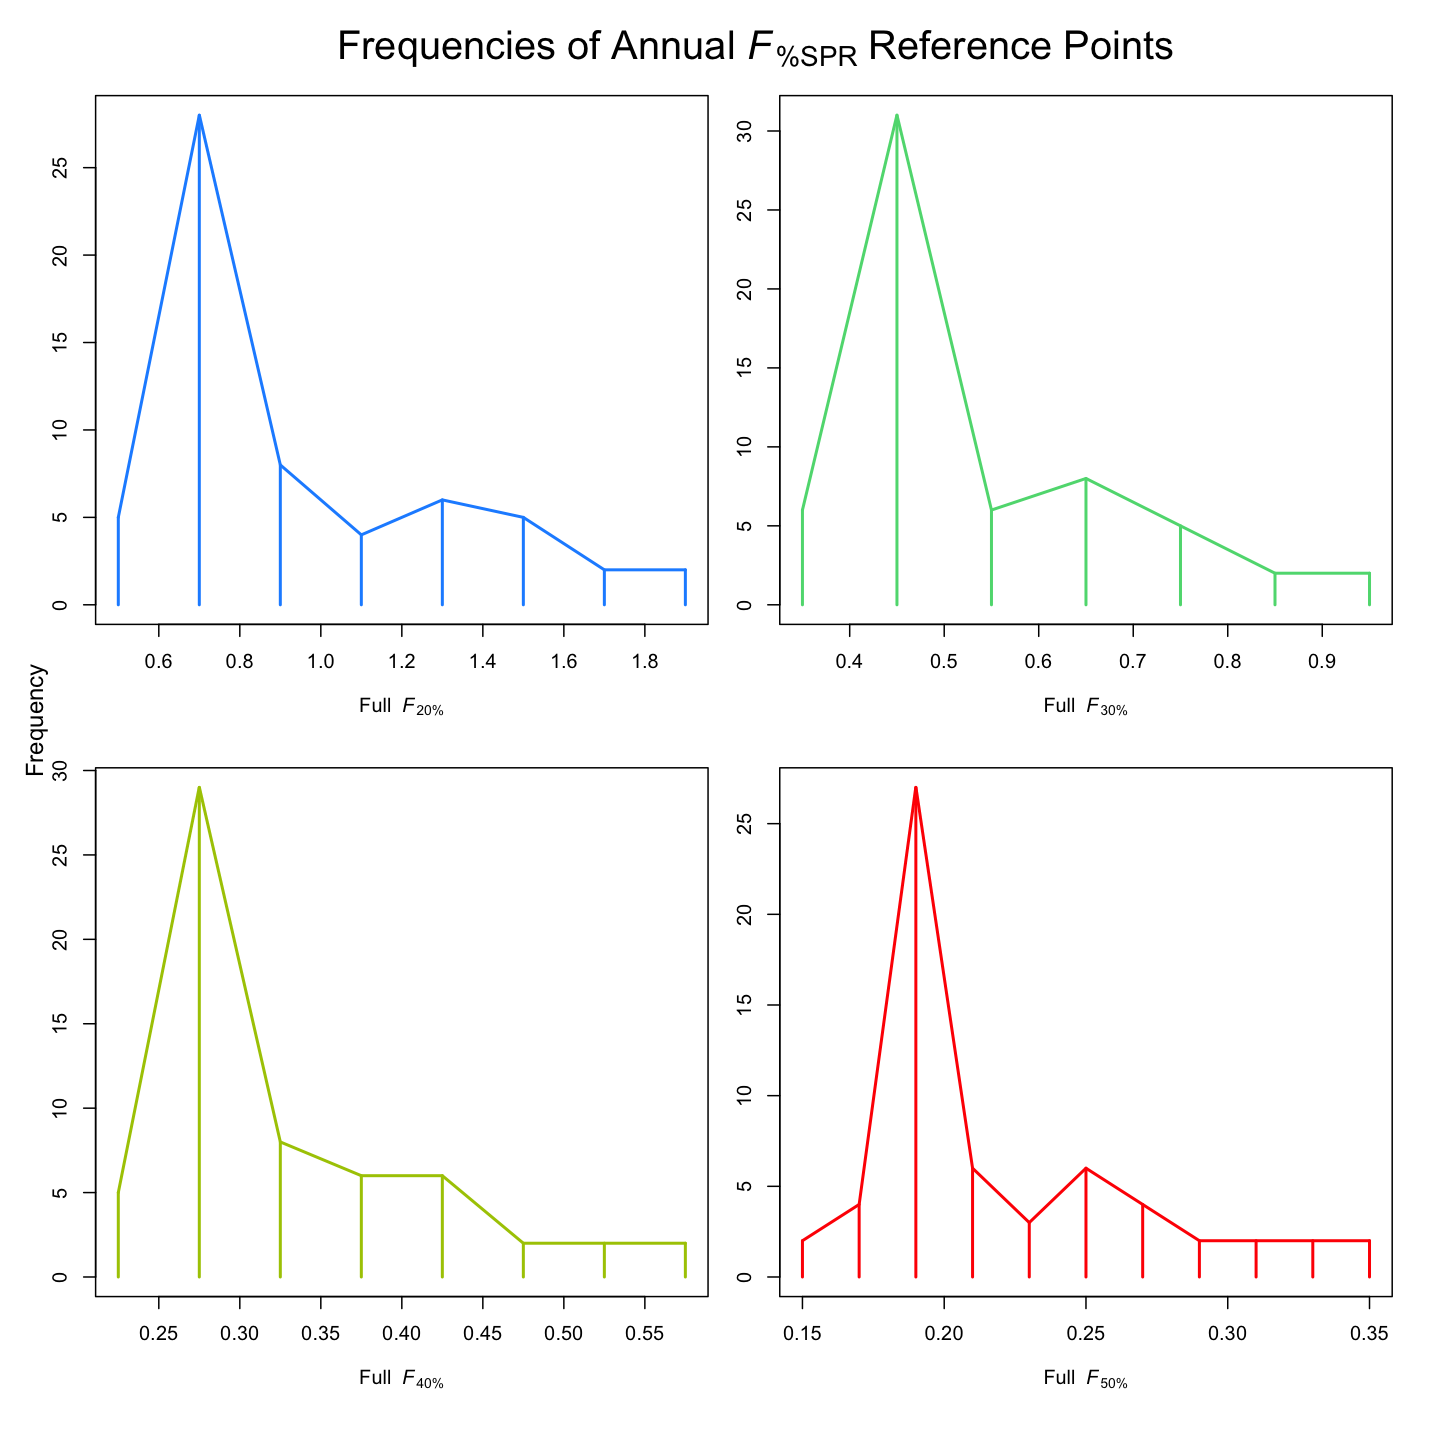 Frequencies of Annual F%SPR Reference Points
Frequency
0 5 10 15 20 25
0.6 0.8 1.0 1.2 1.4 1.6 1.8
Full F20%
0 5 10 15 20 25 30
0.4 0.5 0.6 0.7 0.8 0.9
Full F30%
0 5 10 15 20 25 30
0.25 0.30 0.35 0.40 0.45 0.50 0.55
Full F40%
0 5 10 15 20 25
0.15 0.20 0.25 0.30 0.35
Full F50%